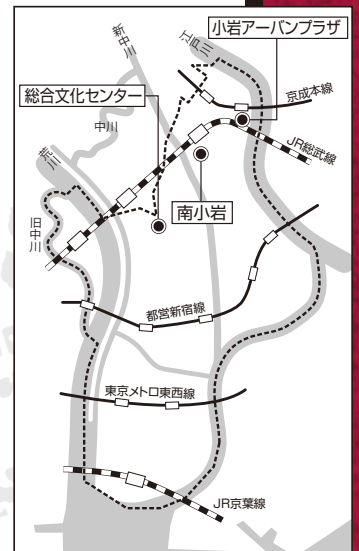 小岩アーバンプラザ
新中川
江戸川
総合文化センター
京成本線
中川
JR総武線
荒川
南小岩
旧中川
都営新宿線
東京メトロ東西線
JR京葉線